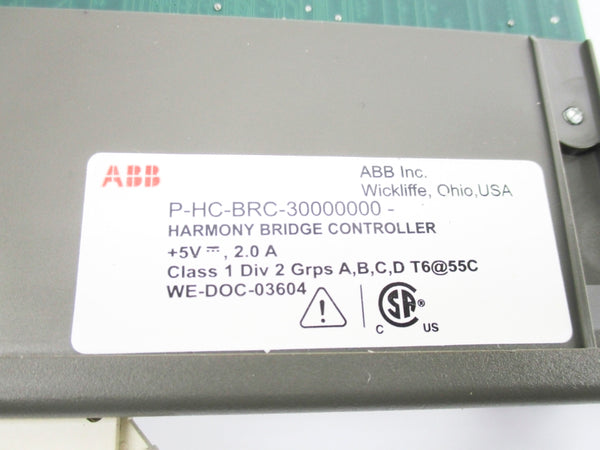 ABB
ABB Inc.
Wickliffe, Ohio,USA
P-HC-BRC-30000000 -
HARMONY BRIDGE CONTROLLER
+5V ⎓, 2.0 A
Class 1 Div 2 Grps A,B,C,D T6@55C
WE-DOC-03604
!
C SA US